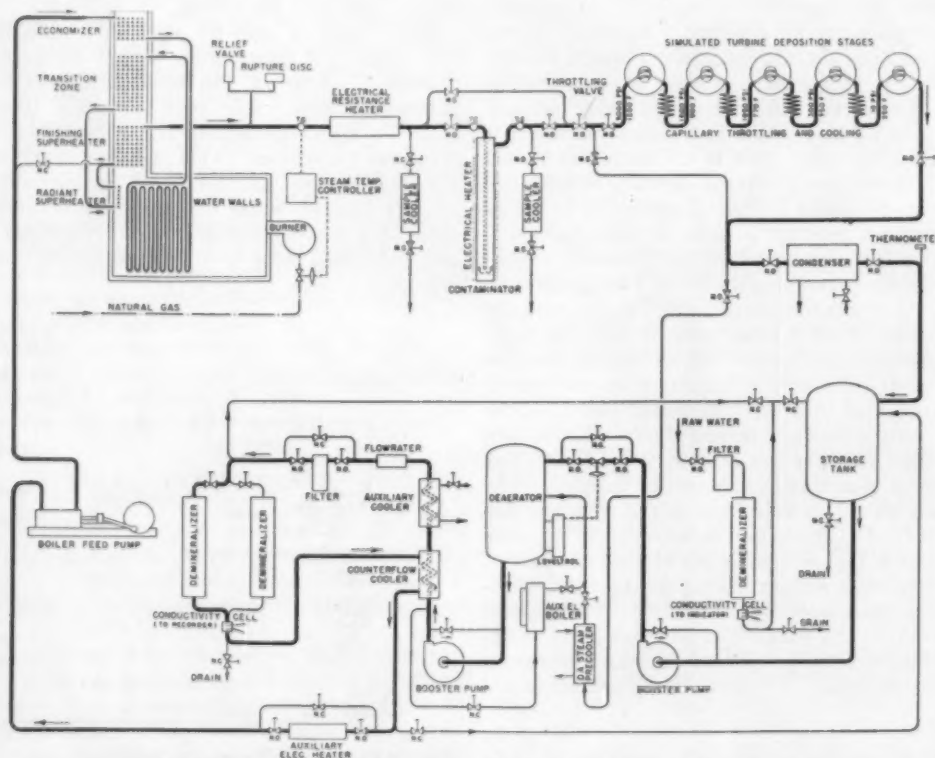 ECONOMIZER
TRANSITION
ZONE
FINISHING
SUPERHEATER
N.C.
RADIANT
SUPERHEATER
WATER WALLS
BURNER
NATURAL GAS
RELIEF
VALVE
RUPTURE DISC.
ELECTRICAL
RESISTANCE
HEATER
STEAM TEMP.
CONTROLLER
N.C.
N.O.
THROTTLING
VALVE
N.O.
N.O.
N.C.
SAMPLE
COOLER
N.O.
ELECTRICAL HEATER
CONTAMINATOR
N.O.
SAMPLE
COOLER
N.O.
SIMULATED TURBINE DEPOSITION STAGES
CAPILLARY THROTTLING AND COOLING
N.O.
THERMOMETER
N.O.
CONDENSER
N.O.
N.O.
BOILER FEED PUMP
DEMINERALIZER
DEMINERALIZER
CONDUCTIVITY
(TO RECORDER)
CELL
N.C.
DRAIN
N.C.
N.O.
N.O.
FILTER
FLOWRATER
AUXILIARY
COOLER
COUNTERFLOW
COOLER
BOOSTER PUMP
N.C.
N.C.
N.O.
N.O.
AUXILIARY
ELEC. HEATER
N.C.
DEAERATOR
LEVELTROL
N.C.
N.O.
N.O.
AUX EL
BOILER
D.A. STEAM
PRECOOLER
BOOSTER PUMP
RAW WATER
FILTER
DEMINERALIZER
CONDUCTIVITY
(TO INDICATOR)
CELL
DRAIN
N.C.
N.C.
STORAGE
TANK
N.C.
DRAIN